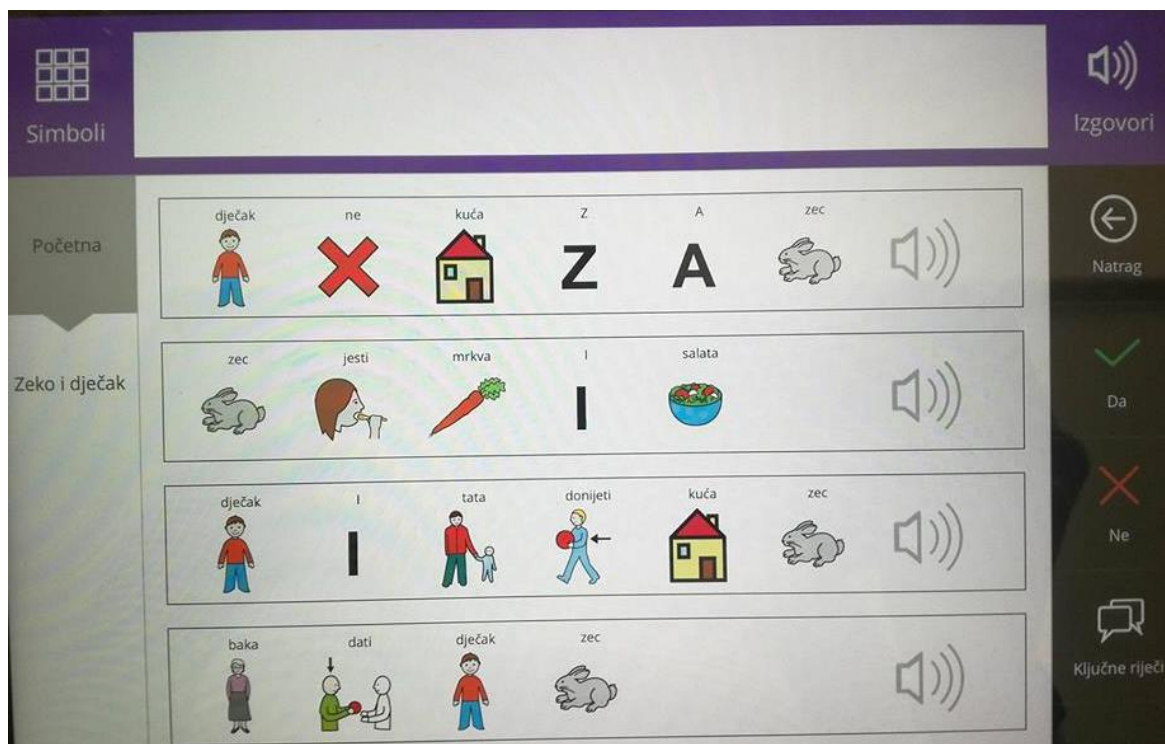 Simboli
Izgovori
Početna
Zeko i dječak
dječak ne kuća Z A zec
Z A
zec jesti mrkva I salata
I
dječak I tata donijeti kuća zec
I
baka dati dječak zec
Natrag
Da
Ne
Ključne riječi